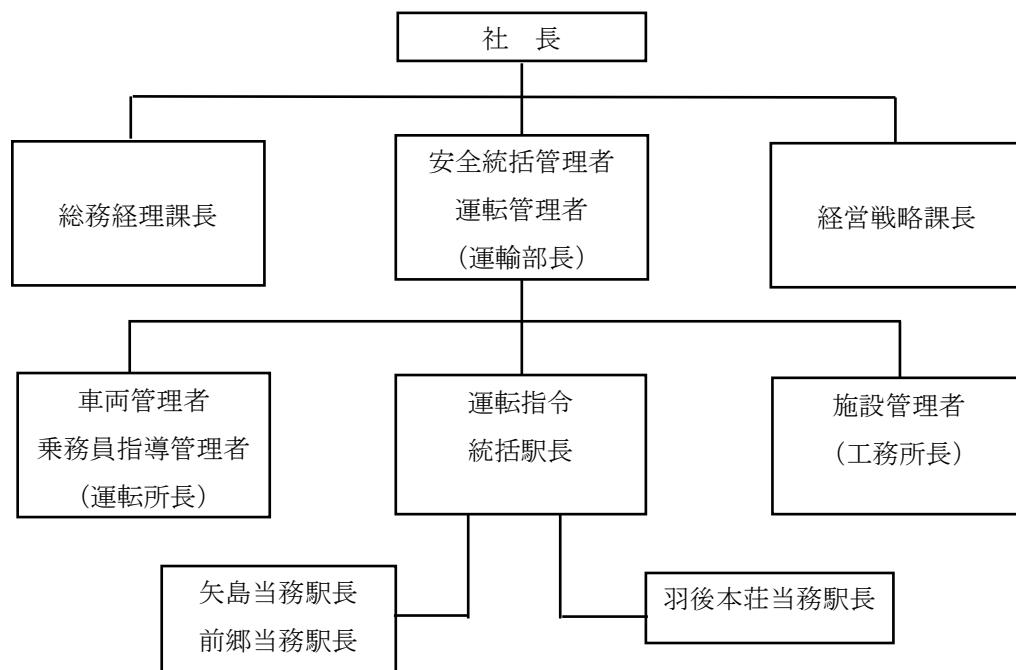 社　長
総務経理課長
安全統括管理者
運転管理者
（運輸部長）
経営戦略課長
車両管理者
乗務員指導管理者
（運転所長）
運転指令
統括駅長
施設管理者
（工務所長）
矢島当務駅長
前郷当務駅長
羽後本荘当務駅長